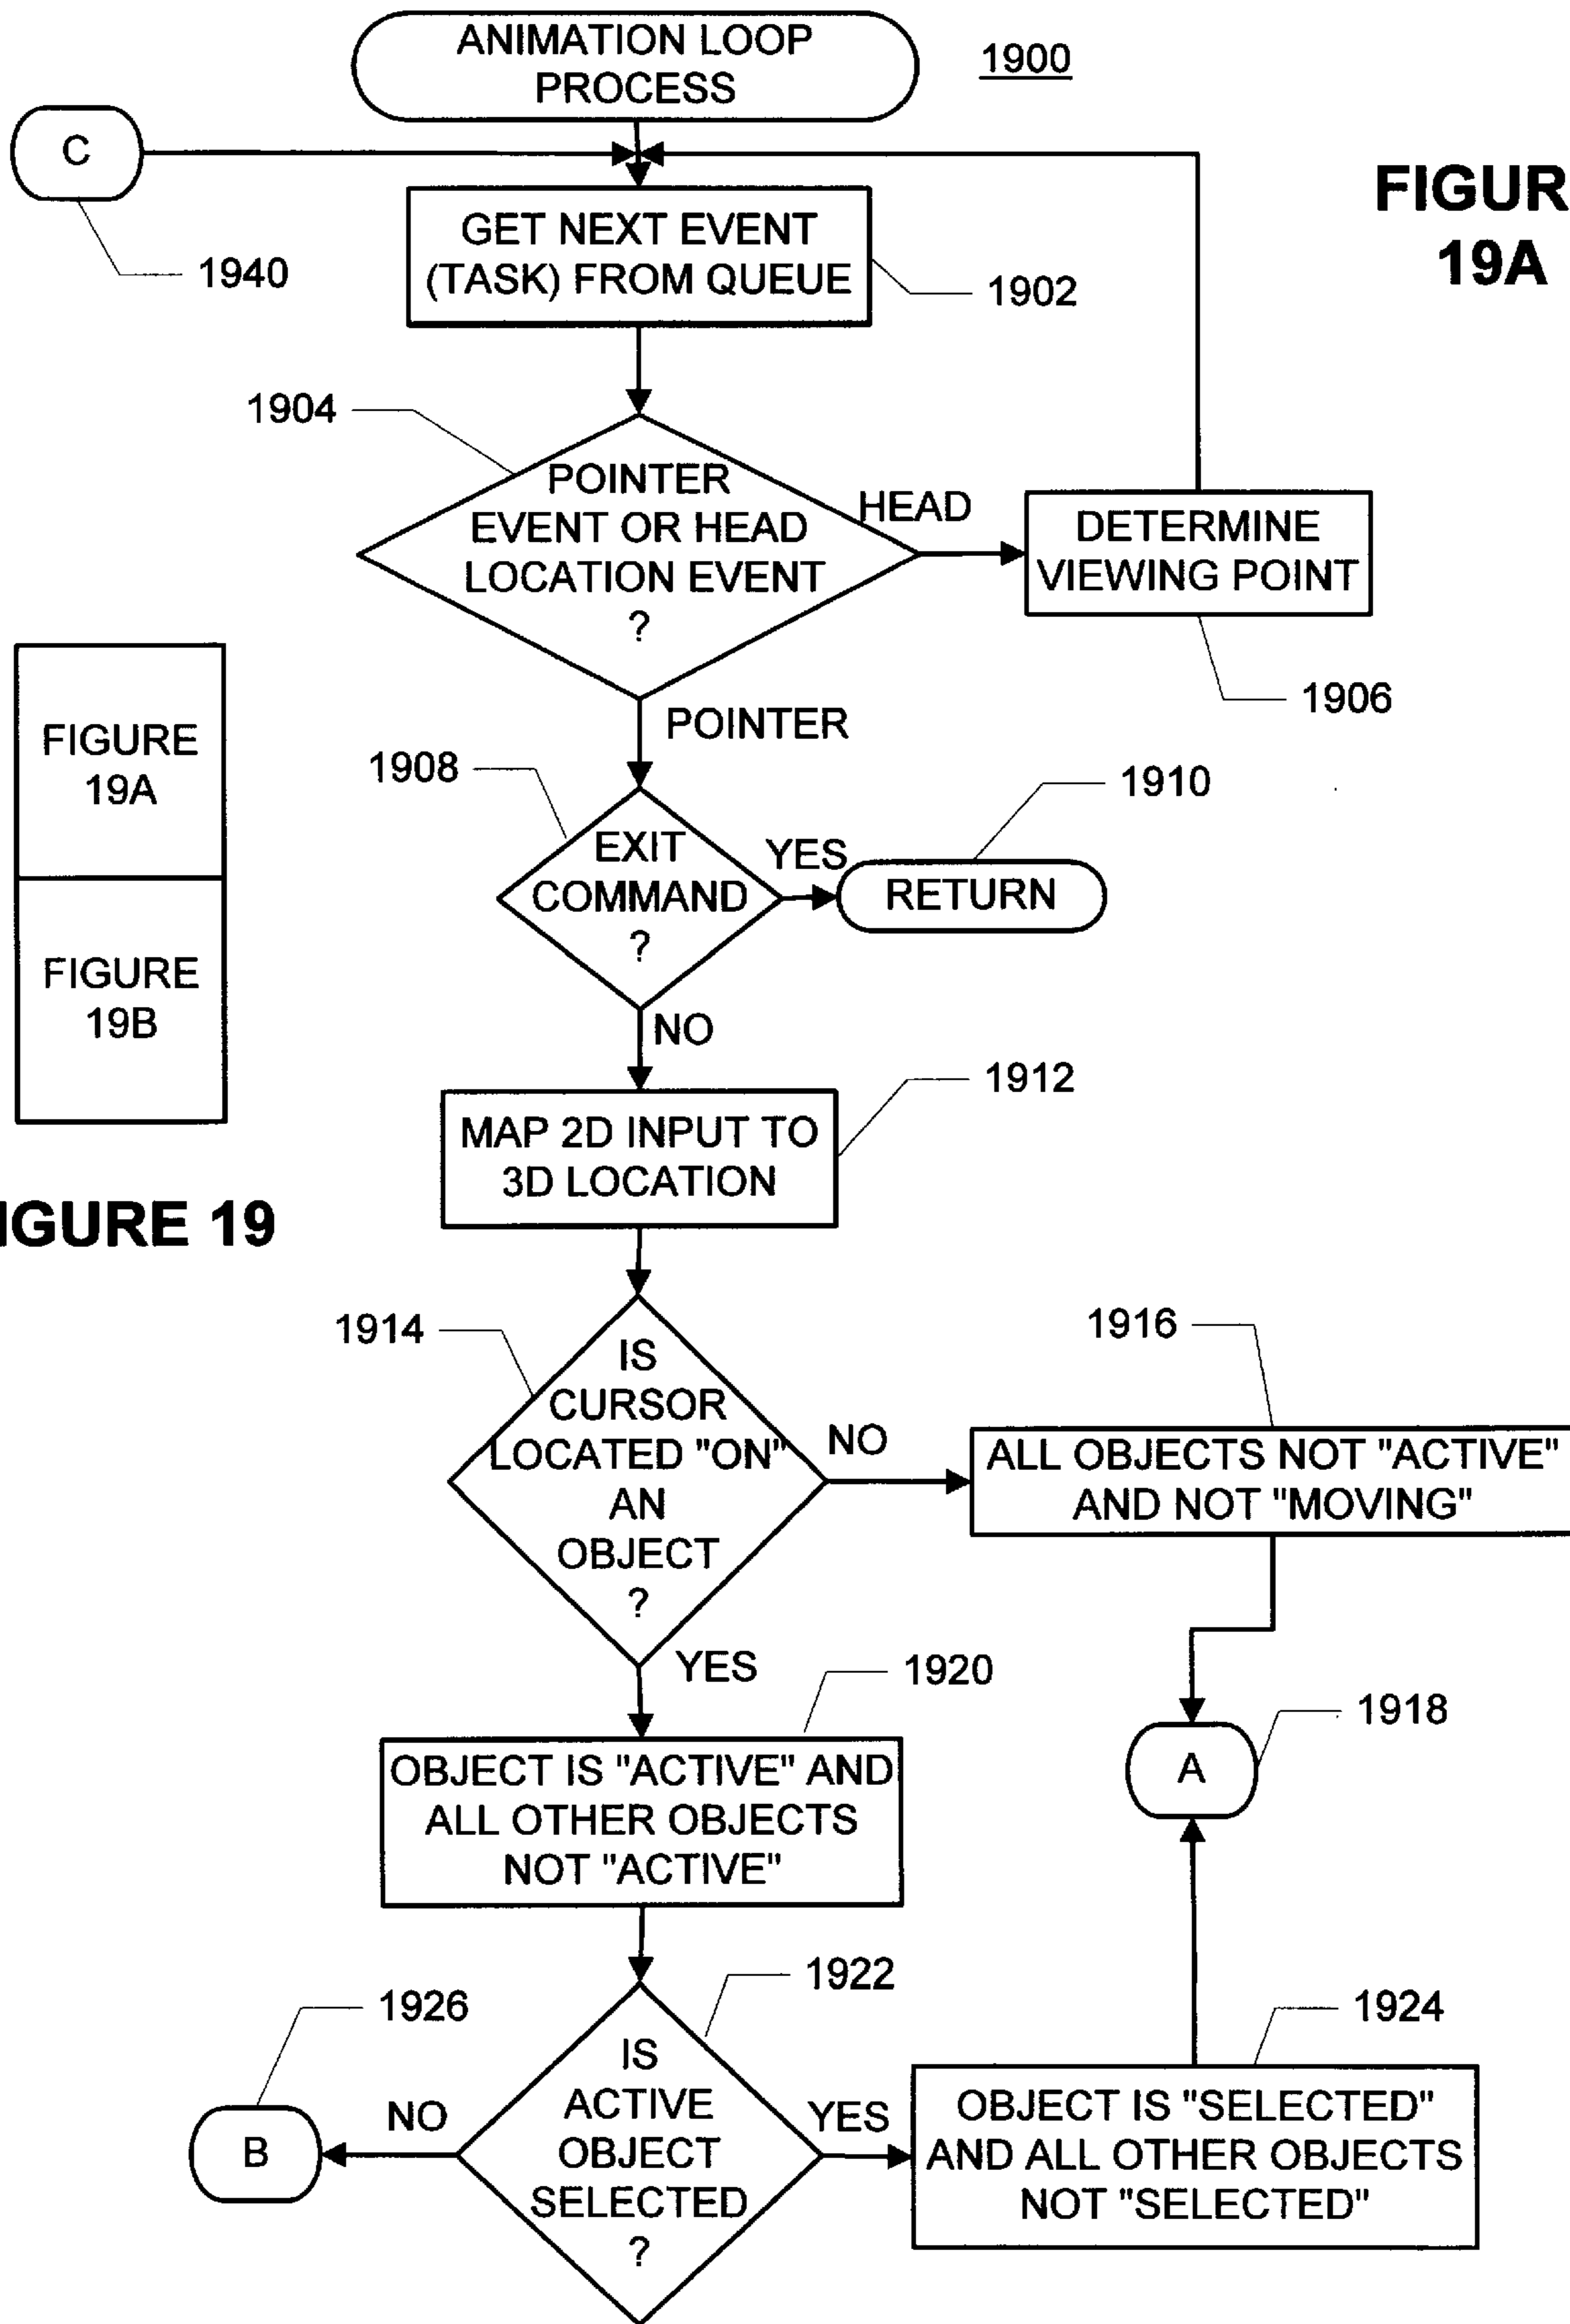 ANIMATION LOOP
PROCESS
1900
C
1940
FIGUR
19A
GET NEXT EVENT
(TASK) FROM QUEUE
1902
1904
POINTER
EVENT OR HEAD
LOCATION EVENT
?
HEAD
DETERMINE
VIEWING POINT
1906
POINTER
FIGURE
19A
FIGURE
19B
IGURE 19
1908
EXIT
COMMAND
?
YES
1910
RETURN
NO
1912
MAP 2D INPUT TO
3D LOCATION
1914
IS
CURSOR
LOCATED "ON"
AN
OBJECT
?
NO
1916
ALL OBJECTS NOT "ACTIVE"
AND NOT "MOVING"
YES
1918
A
1920
OBJECT IS "ACTIVE" AND
ALL OTHER OBJECTS
NOT "ACTIVE"
1922
IS
ACTIVE
OBJECT
SELECTED
?
NO
1926
B
YES
1924
OBJECT IS "SELECTED"
AND ALL OTHER OBJECTS
NOT "SELECTED"